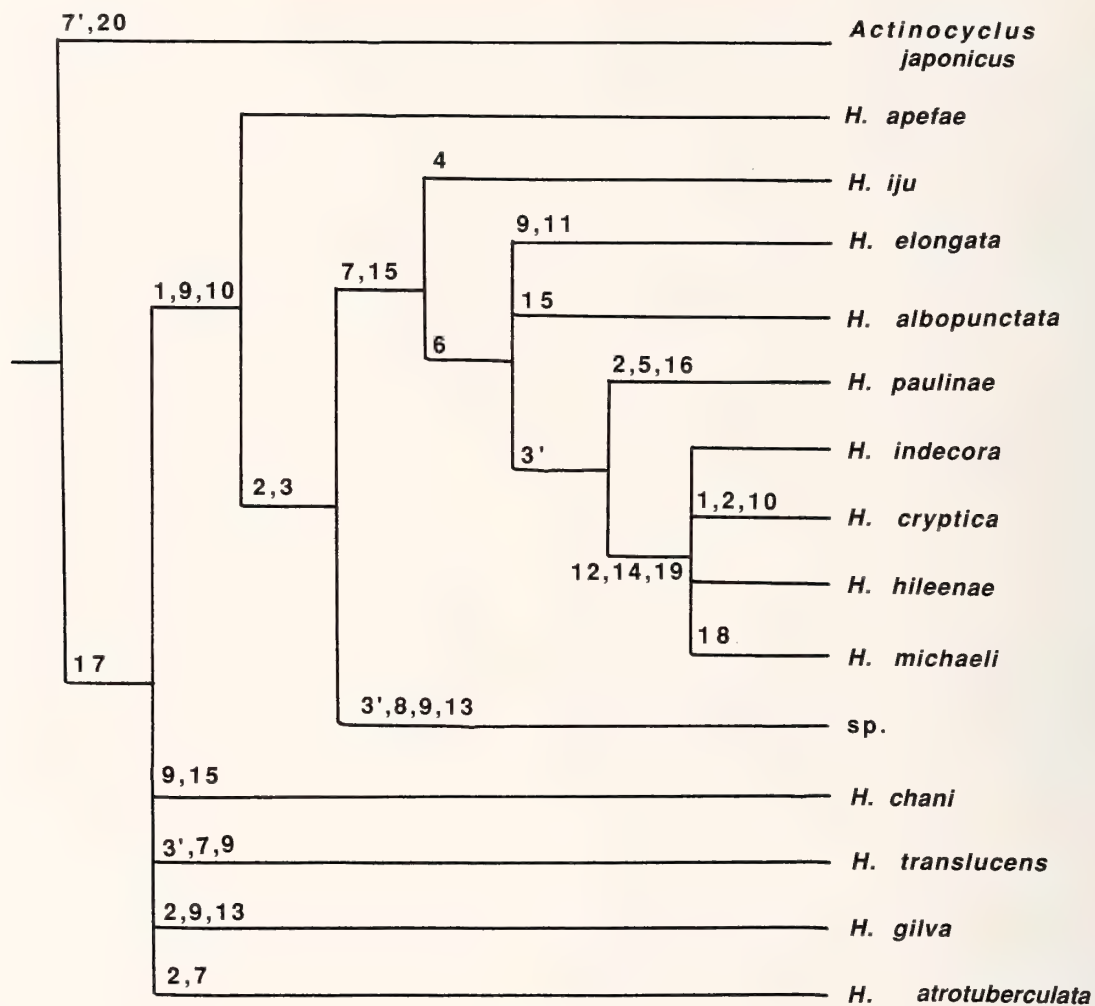 7',20
Actinocyclus
japonicus
H. apefae
4
H. iju
9,11
H. elongata
7,15
1,9,10
15
H. albopunctata
6
2,5,16
H. paulinae
3'
H. indecora
2,3
1,2,10
H. cryptica
12,14,19
H. hileenae
18
H. michaeli
17
3',8,9,13
sp.
9,15
H. chani
3',7,9
H. translucens
2,9,13
H. gilva
2,7
H. atrotuberculata